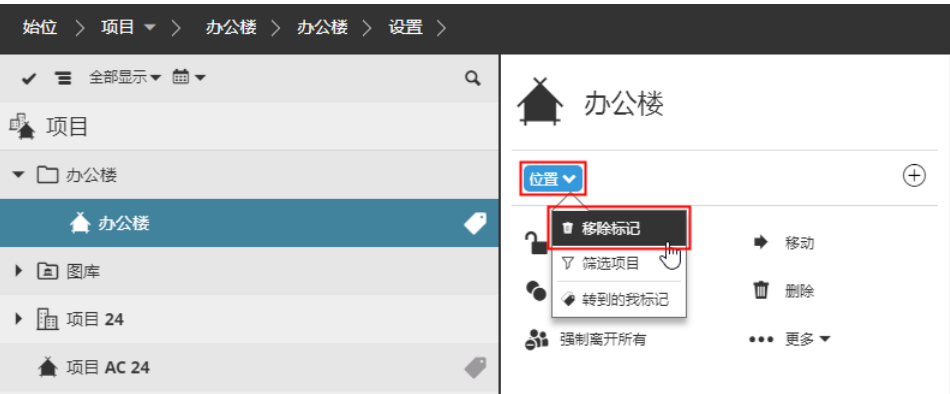 始位 > 项目 > 办公楼 > 办公楼 > 设置 >
全部显示
项目
办公楼
办公楼
图库
项目 24
项目 AC 24
办公楼
位置
移除标记
筛选项目
转到的我标记
移动
删除
强制离开所有
更多